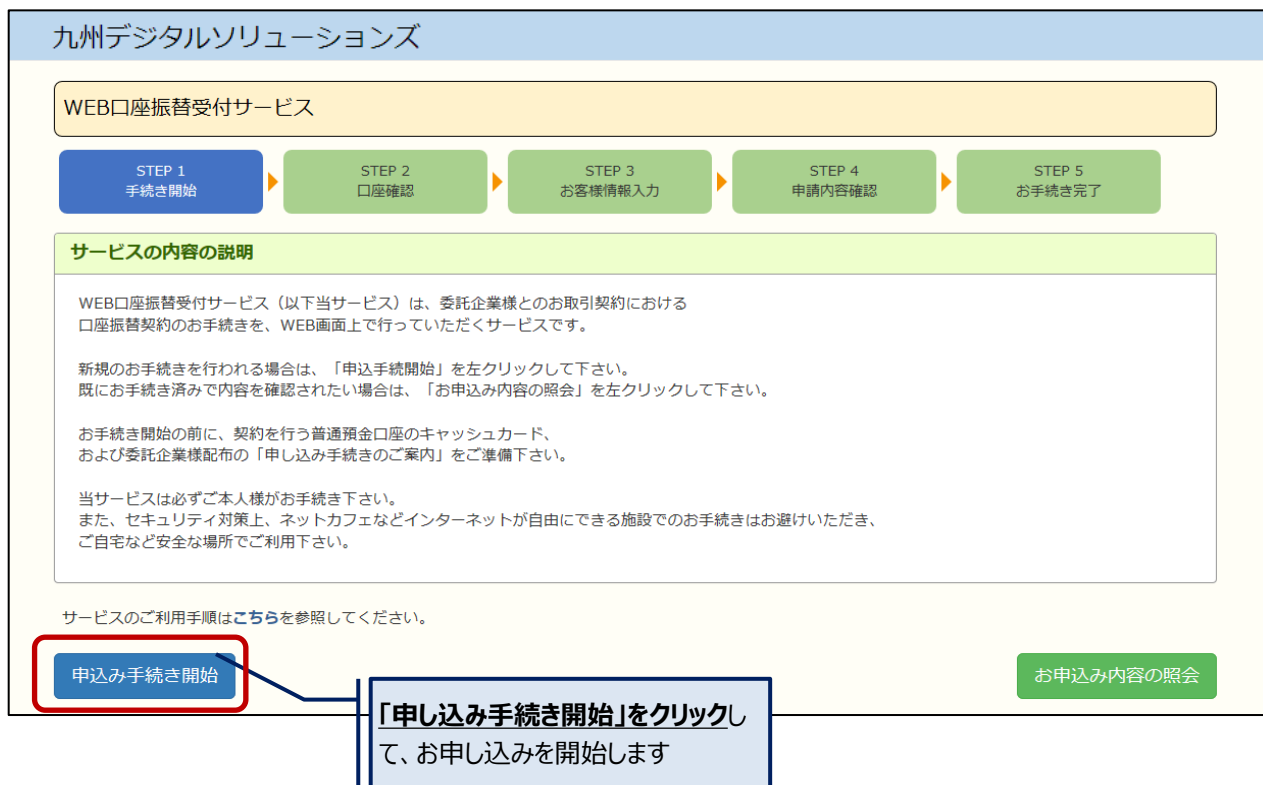 九州デジタルソリューションズ
WEB口座振替受付サービス
STEP 1
手続き開始
STEP 2
口座確認
STEP 3
お客様情報入力
STEP 4
申請内容確認
STEP 5
お手続き完了
サービスの内容の説明
WEB口座振替受付サービス（以下当サービス）は、委託企業様とのお取引契約における
口座振替契約のお手続きを、WEB画面上で行っていただくサービスです。
新規のお手続きを行われる場合は、「申込手続開始」を左クリックして下さい。
既にお手続き済みで内容を確認されたい場合は、「お申込み内容の照会」を左クリックして下さい。
お手続き開始の前に、契約を行う普通預金口座のキャッシュカード、
および委託企業様配布の「申し込み手続きのご案内」をご準備下さい。
当サービスは必ずご本人様がお手続き下さい。
また、セキュリティ対策上、ネットカフェなどインターネットが自由にできる施設でのお手続きはお避けいただき、
ご自宅など安全な場所でご利用下さい。
サービスのご利用手順はこちらを参照してください。
申込み手続き開始
お申込み内容の照会
「申し込み手続き開始」をクリックし
て、お申し込みを開始します